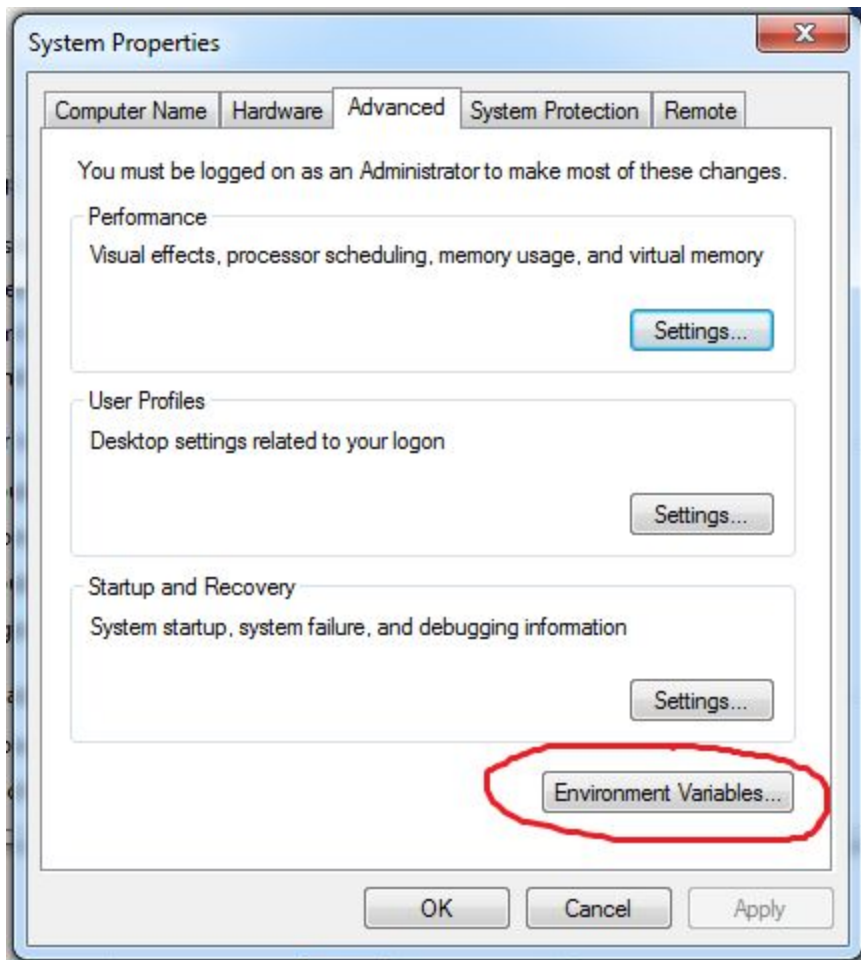 System Properties
Computer Name Hardware Advanced System Protection Remote
You must be logged on as an Administrator to make most of these changes.
Performance
Visual effects, processor scheduling, memory usage, and virtual memory
Settings...
User Profiles
Desktop settings related to your logon
Settings...
Startup and Recovery
System startup, system failure, and debugging information
Settings...
Environment Variables...
OK Cancel Apply